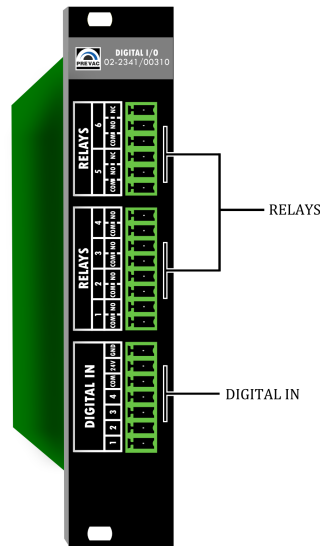 PREVAC
DIGITAL I/O
02-2341/00310
RELAYS
5 6
COM NO NC COM NO NC
RELAYS
1 2 3 4
COM NO COM NO COM NO COM NO
DIGITAL IN
1 2 3 4 COM 24V GND
RELAYS
DIGITAL IN